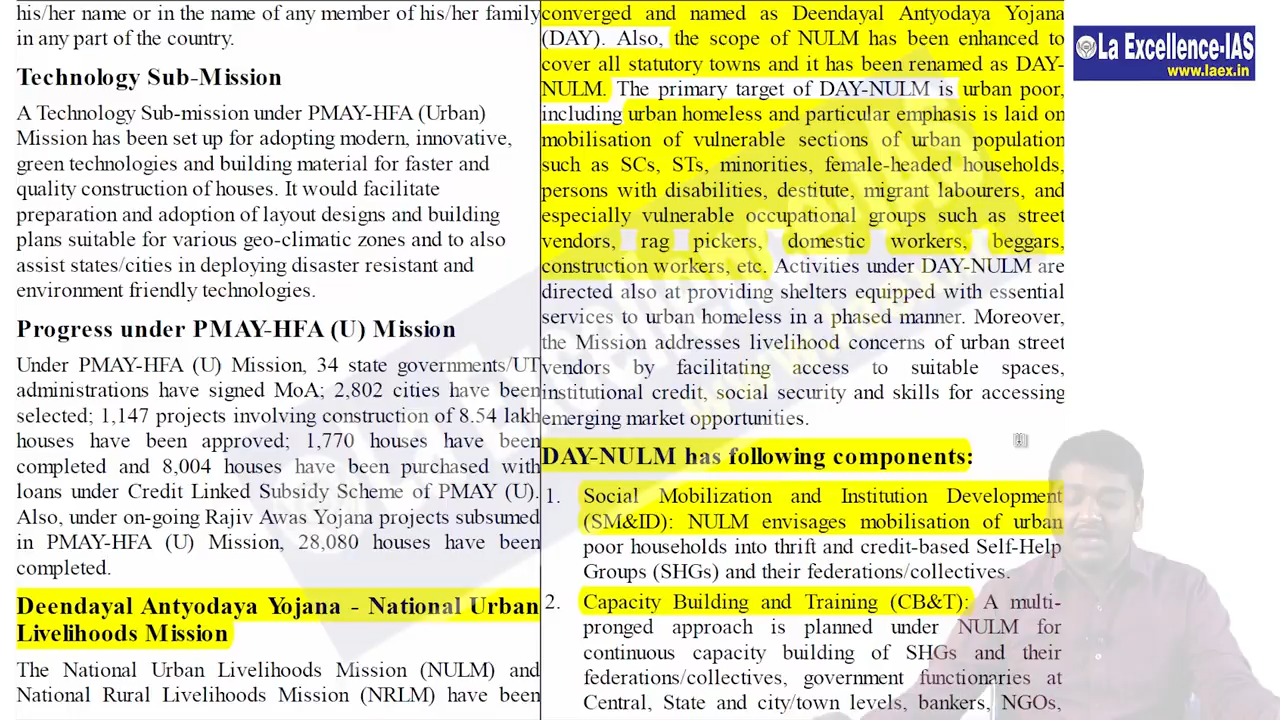 his/her name or in the name of any member of his/her family
in any part of the country.
Technology Sub-Mission
A Technology Sub-mission under PMAY-HFA (Urban)
Mission has been set up for adopting modern, innovative,
green technologies and building material for faster and
quality construction of houses. It would facilitate
preparation and adoption of layout designs and building
plans suitable for various geo-climatic zones and to also
assist states/cities in deploying disaster resistant and
environment friendly technologies.
Progress under PMAY-HFA (U) Mission
Under PMAY-HFA (U) Mission, 34 state governments/UT
administrations have signed MoA; 2,802 cities have been
selected; 1,147 projects involving construction of 8.54 lakh
houses have been approved; 1,770 houses have been
completed and 8,004 houses have been purchased with
loans under Credit Linked Subsidy Scheme of PMAY (U).
Also, under on-going Rajiv Awas Yojana projects subsumed
in PMAY-HFA (U) Mission, 28,080 houses have been
completed.
Deendayal Antyodaya Yojana - National Urban
Livelihoods Mission
The National Urban Livelihoods Mission (NULM) and
National Rural Livelihoods Mission (NRLM) have been
converged and named as Deendayal Antyodaya Yojana
(DAY). Also, the scope of NULM has been enhanced to
cover all statutory towns and it has been renamed as DAY-
NULM. The primary target of DAY-NULM is urban poor,
including urban homeless and particular emphasis is laid on
mobilisation of vulnerable sections of urban population
such as SCs, STs, minorities, female-headed households,
persons with disabilities, destitute, migrant labourers, and
especially vulnerable occupational groups such as street
vendors, rag pickers, domestic workers, beggars,
construction workers, etc. Activities under DAY-NULM are
directed also at providing shelters equipped with essential
services to urban homeless in a phased manner. Moreover,
the Mission addresses livelihood concerns of urban street
vendors by facilitating access to suitable spaces,
institutional credit, social security and skills for accessing
emerging market opportunities.
DAY-NULM has following components:
1. Social Mobilization and Institution Development
(SM&ID): NULM envisages mobilisation of urban
poor households into thrift and credit-based Self-Help
Groups (SHGs) and their federations/collectives.
2. Capacity Building and Training (CB&T): A multi-
pronged approach is planned under NULM for
continuous capacity building of SHGs and their
federations/collectives, government functionaries at
Central, State and city/town levels, bankers, NGOs,
La Excellence-IAS
www.laex.in